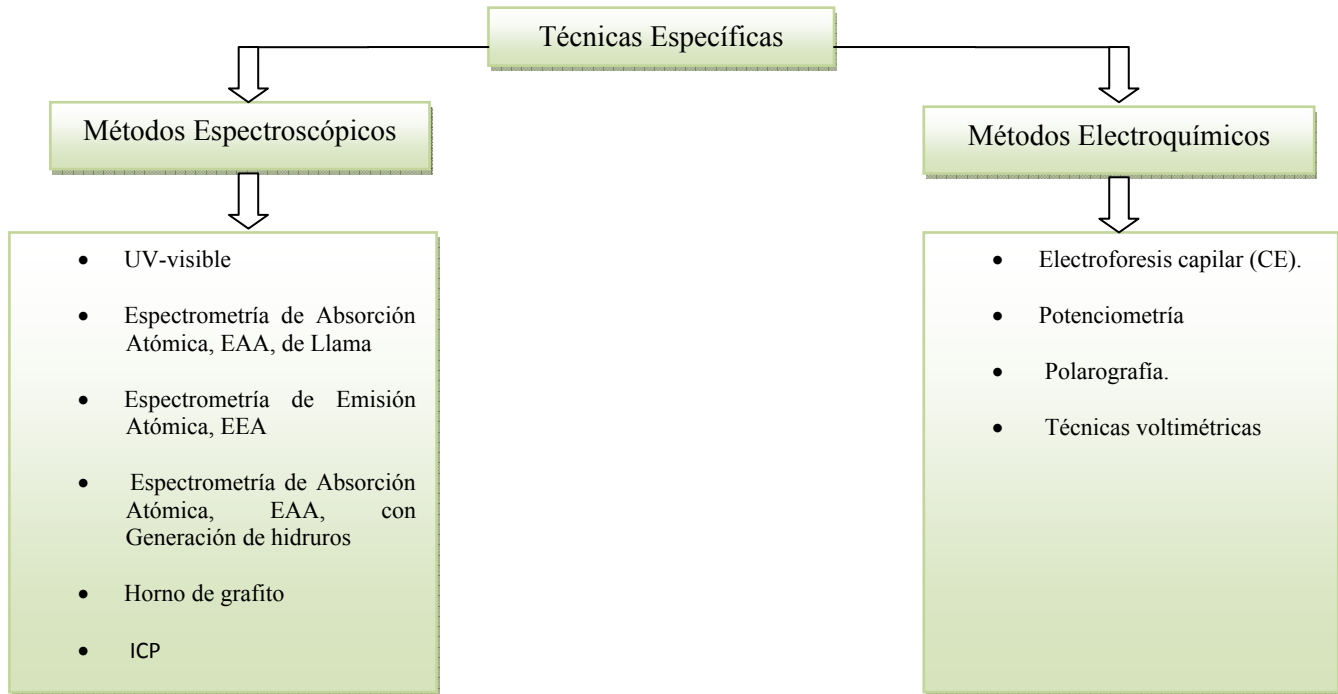 Técnicas Específicas
Métodos Espectroscópicos
Métodos Electroquímicos
• UV-visible
• Espectrometría de Absorción
Atómica, EAA, de Llama
• Espectrometría de Emisión
Atómica, EEA
• Espectrometría de Absorción
Atómica, EAA, con
Generación de hidruros
• Horno de grafito
• ICP
• Electroforesis capilar (CE).
• Potenciometría
• Polarografía.
• Técnicas voltimétricas